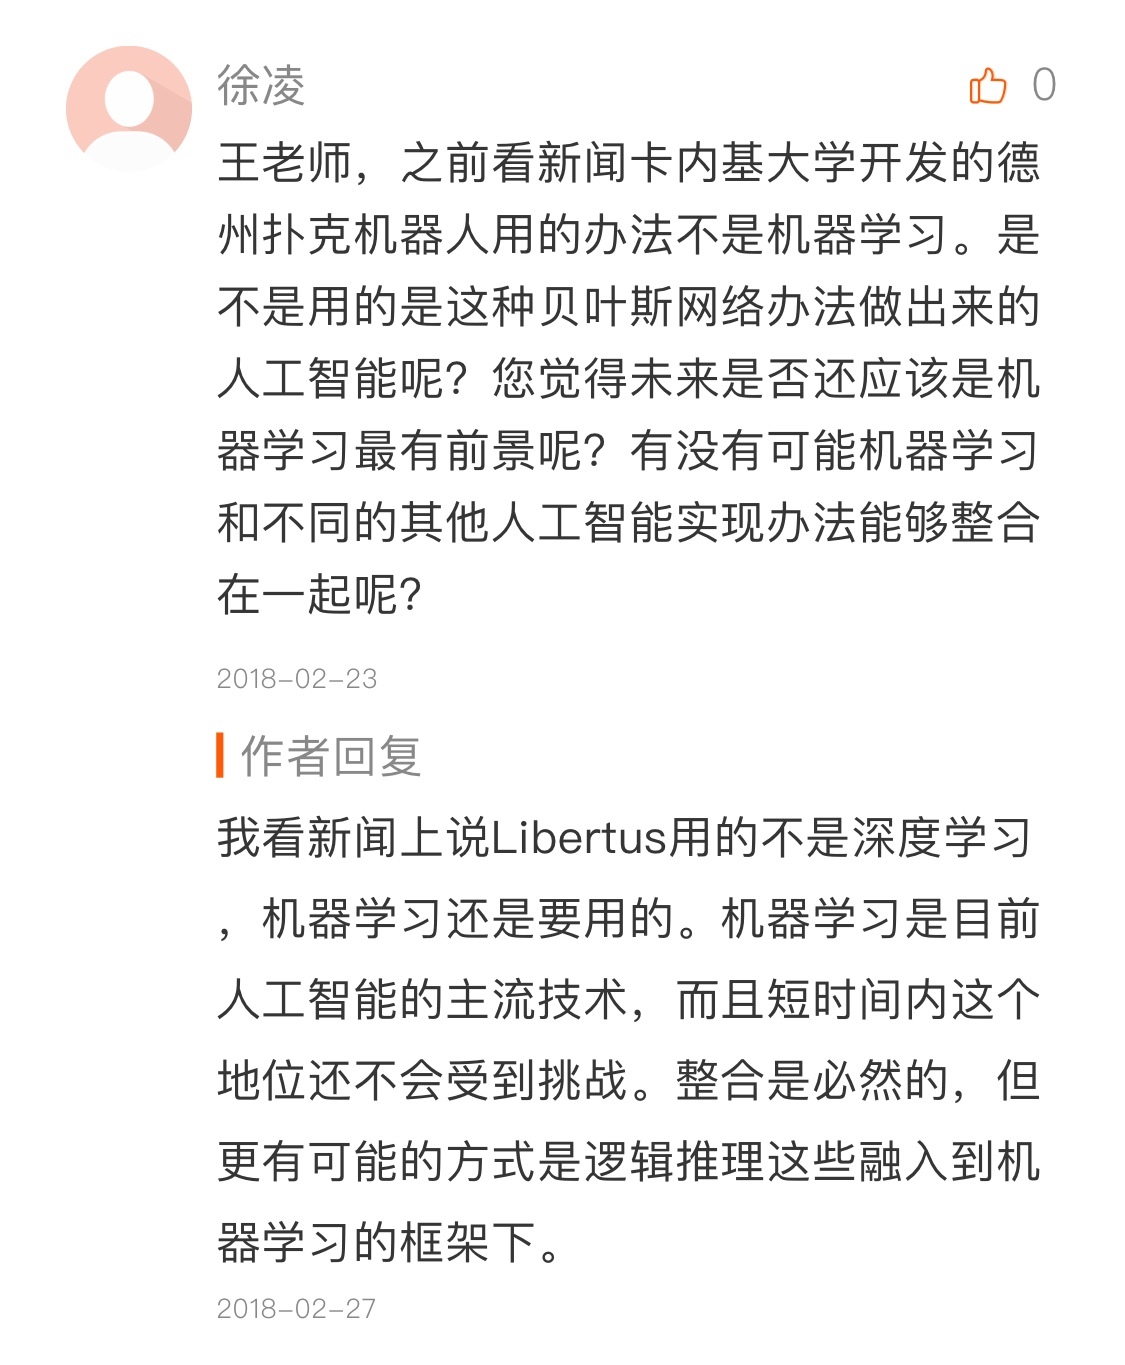 徐凌
0
王老师，之前看新闻卡内基大学开发的德
州扑克机器人用的办法不是机器学习。是
不是用的是这种贝叶斯网络办法做出来的
人工智能呢？您觉得未来是否还应该是机
器学习最有前景呢？有没有可能机器学习
和不同的其他人工智能实现办法能够整合
在一起呢？
2018-02-23
作者回复
我看新闻上说Libertus用的不是深度学习
，机器学习还是要用的。机器学习是目前
人工智能的主流技术，而且短时间内这个
地位还不会受到挑战。整合是必然的，但
更有可能的方式是逻辑推理这些融入到机
器学习的框架下。
2018-02-27